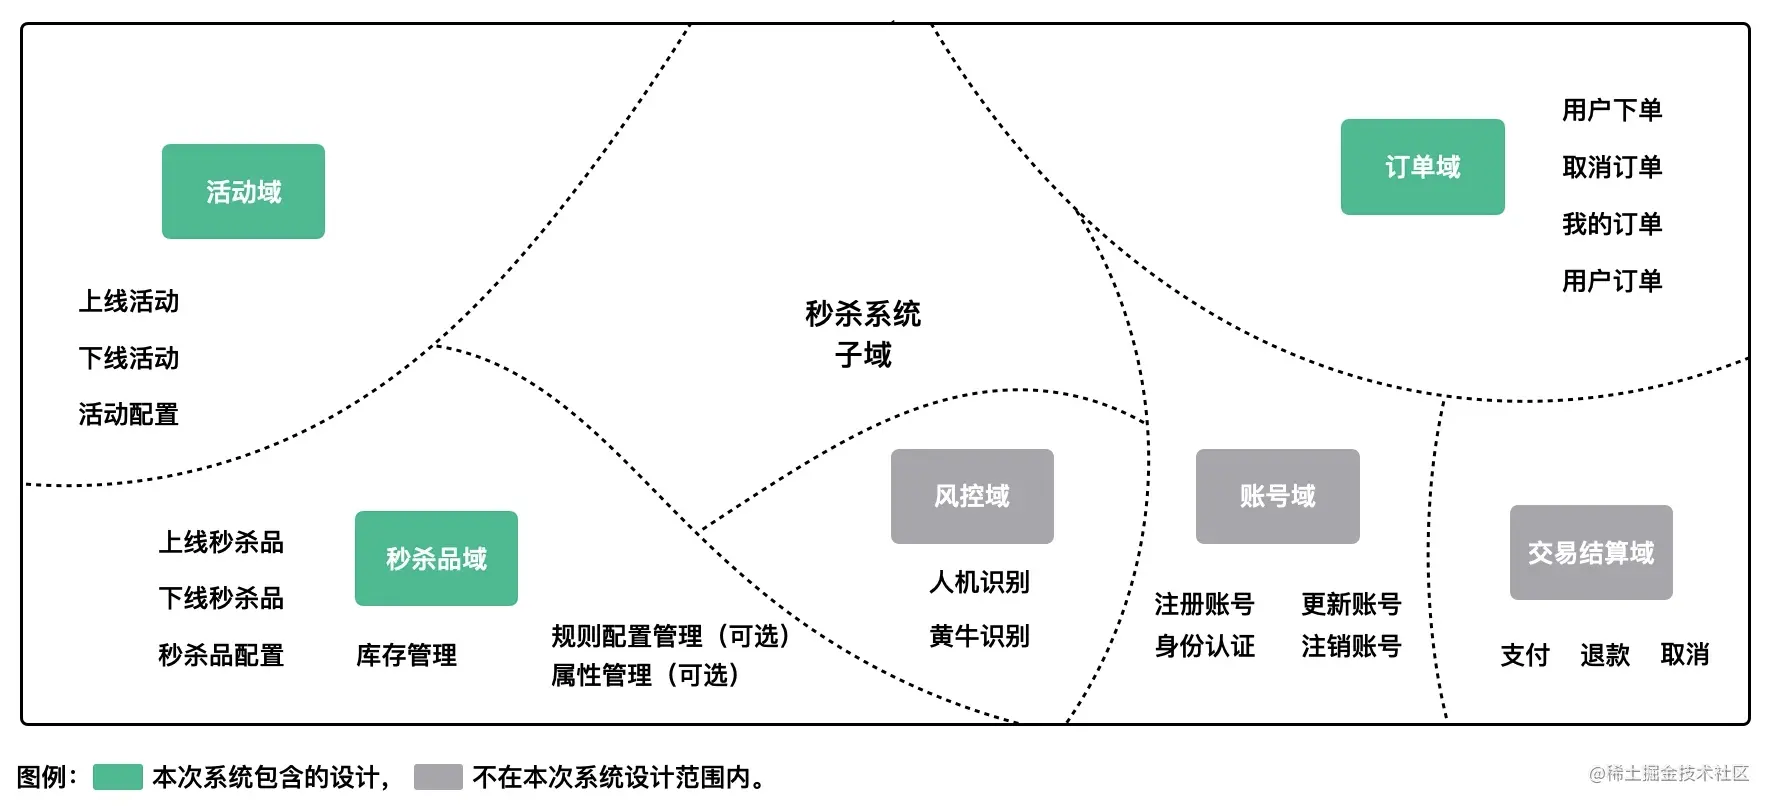 活动域
上线活动
下线活动
活动配置
秒杀系统
子域
订单域
用户下单
取消订单
我的订单
用户订单
秒杀品域
上线秒杀品
下线秒杀品
秒杀品配置
库存管理
规则配置管理（可选）
属性管理（可选）
风控域
人机识别
黄牛识别
账号域
注册账号 更新账号
身份认证 注销账号
交易结算域
支付 退款 取消
图例： 本次系统包含的设计， 不在本次系统设计范围内。
@稀土掘金技术社区